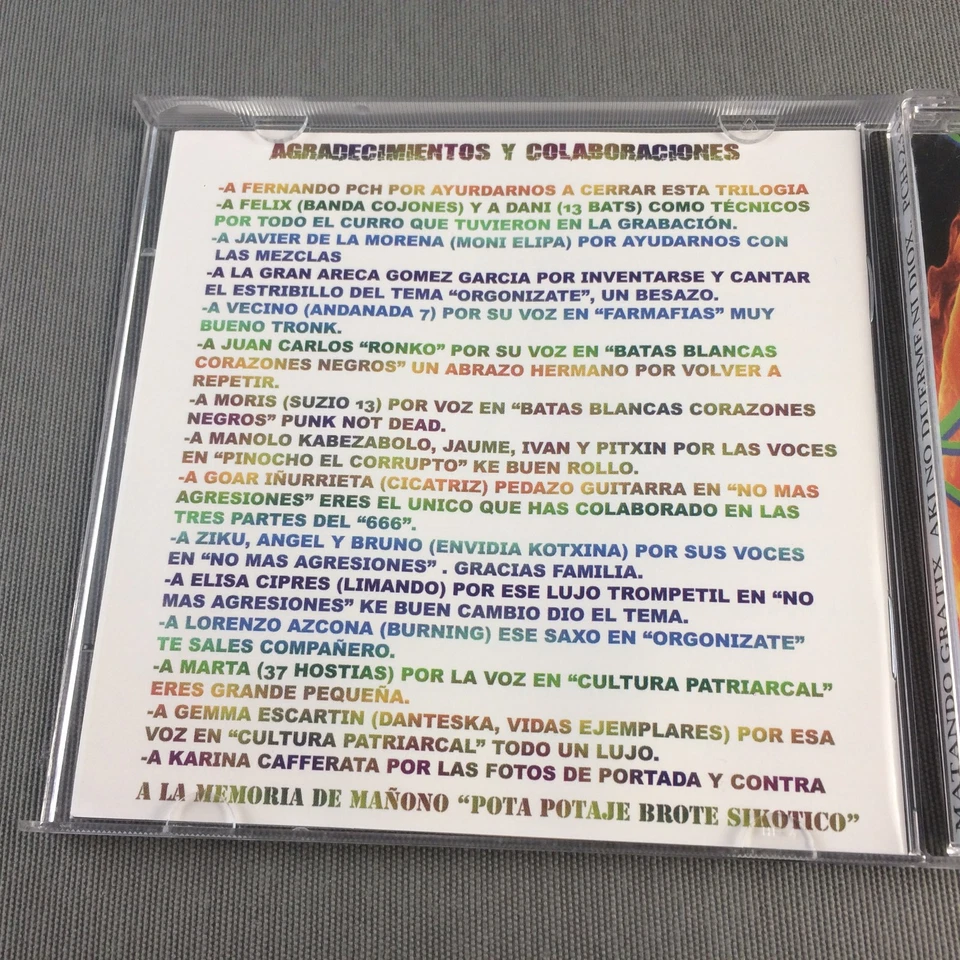 AGRADECIMIENTOS Y COLABORACIONES
-A FERNANDO PCH POR AYURDARNOS A CERRAR ESTA TRILOGIA
-A FELIX (BANDA COJONES) Y A DANI (13 BATS) COMO TÉCNICOS
POR TODO EL CURRO QUE TUVIERON EN LA GRABACIÓN.
-A JAVIER DE LA MORENA (MONI ELIPA) POR AYUDARNOS CON
LAS MEZCLAS
-A LA GRAN ARECA GOMEZ GARCIA POR INVENTARSE Y CANTAR
EL ESTRIBILLO DEL TEMA “ORGONIZATE”, UN BESAZO.
-A VECINO (ANDANADA 7) POR SU VOZ EN “FARMAFIAS” MUY
BUENO TRONK.
-A JUAN CARLOS “RONKO” POR SU VOZ EN “BATAS BLANCAS
CORAZONES NEGROS” UN ABRAZO HERMANO POR VOLVER A
REPETIR.
-A MORIS (SUZIO 13) POR VOZ EN “BATAS BLANCAS CORAZONES
NEGROS” PUNK NOT DEAD.
-A MANOLO KABEZABOLO, JAUME, IVAN Y PITXIN POR LAS VOCES
EN “PINOCHO EL CORRUPTO” KE BUEN ROLLO.
-A GOAR IÑURRIETA (CICATRIZ) PEDAZO GUITARRA EN “NO MAS
AGRESIONES” ERES EL UNICO QUE HAS COLABORADO EN LAS
TRES PARTES DEL “666”.
-A ZIKU, ANGEL Y BRUNO (ENVIDIA KOTXINA) POR SUS VOCES
EN “NO MAS AGRESIONES” . GRACIAS FAMILIA.
-A ELISA CIPRES (LIMANDO) POR ESE LUJO TROMPETIL EN “NO
MAS AGRESIONES” KE BUEN CAMBIO DIO EL TEMA.
-A LORENZO AZCONA (BURNING) ESE SAXO EN “ORGONIZATE”
TE SALES COMPAÑERO.
-A MARTA (37 HOSTIAS) POR LA VOZ EN “CULTURA PATRIARCAL”
ERES GRANDE PEQUEÑA.
-A GEMMA ESCARTIN (DANTESKA, VIDAS EJEMPLARES) POR ESA
VOZ EN “CULTURA PATRIARCAL” TODO UN LUJO.
-A KARINA CAFFERATA POR LAS FOTOS DE PORTADA Y CONTRA
A LA MEMORIA DE MAÑONO “POTA POTAJE BROTE SIKOTICO”
MATANDO GRATIX... AKI NO DUERME NI DIOX...